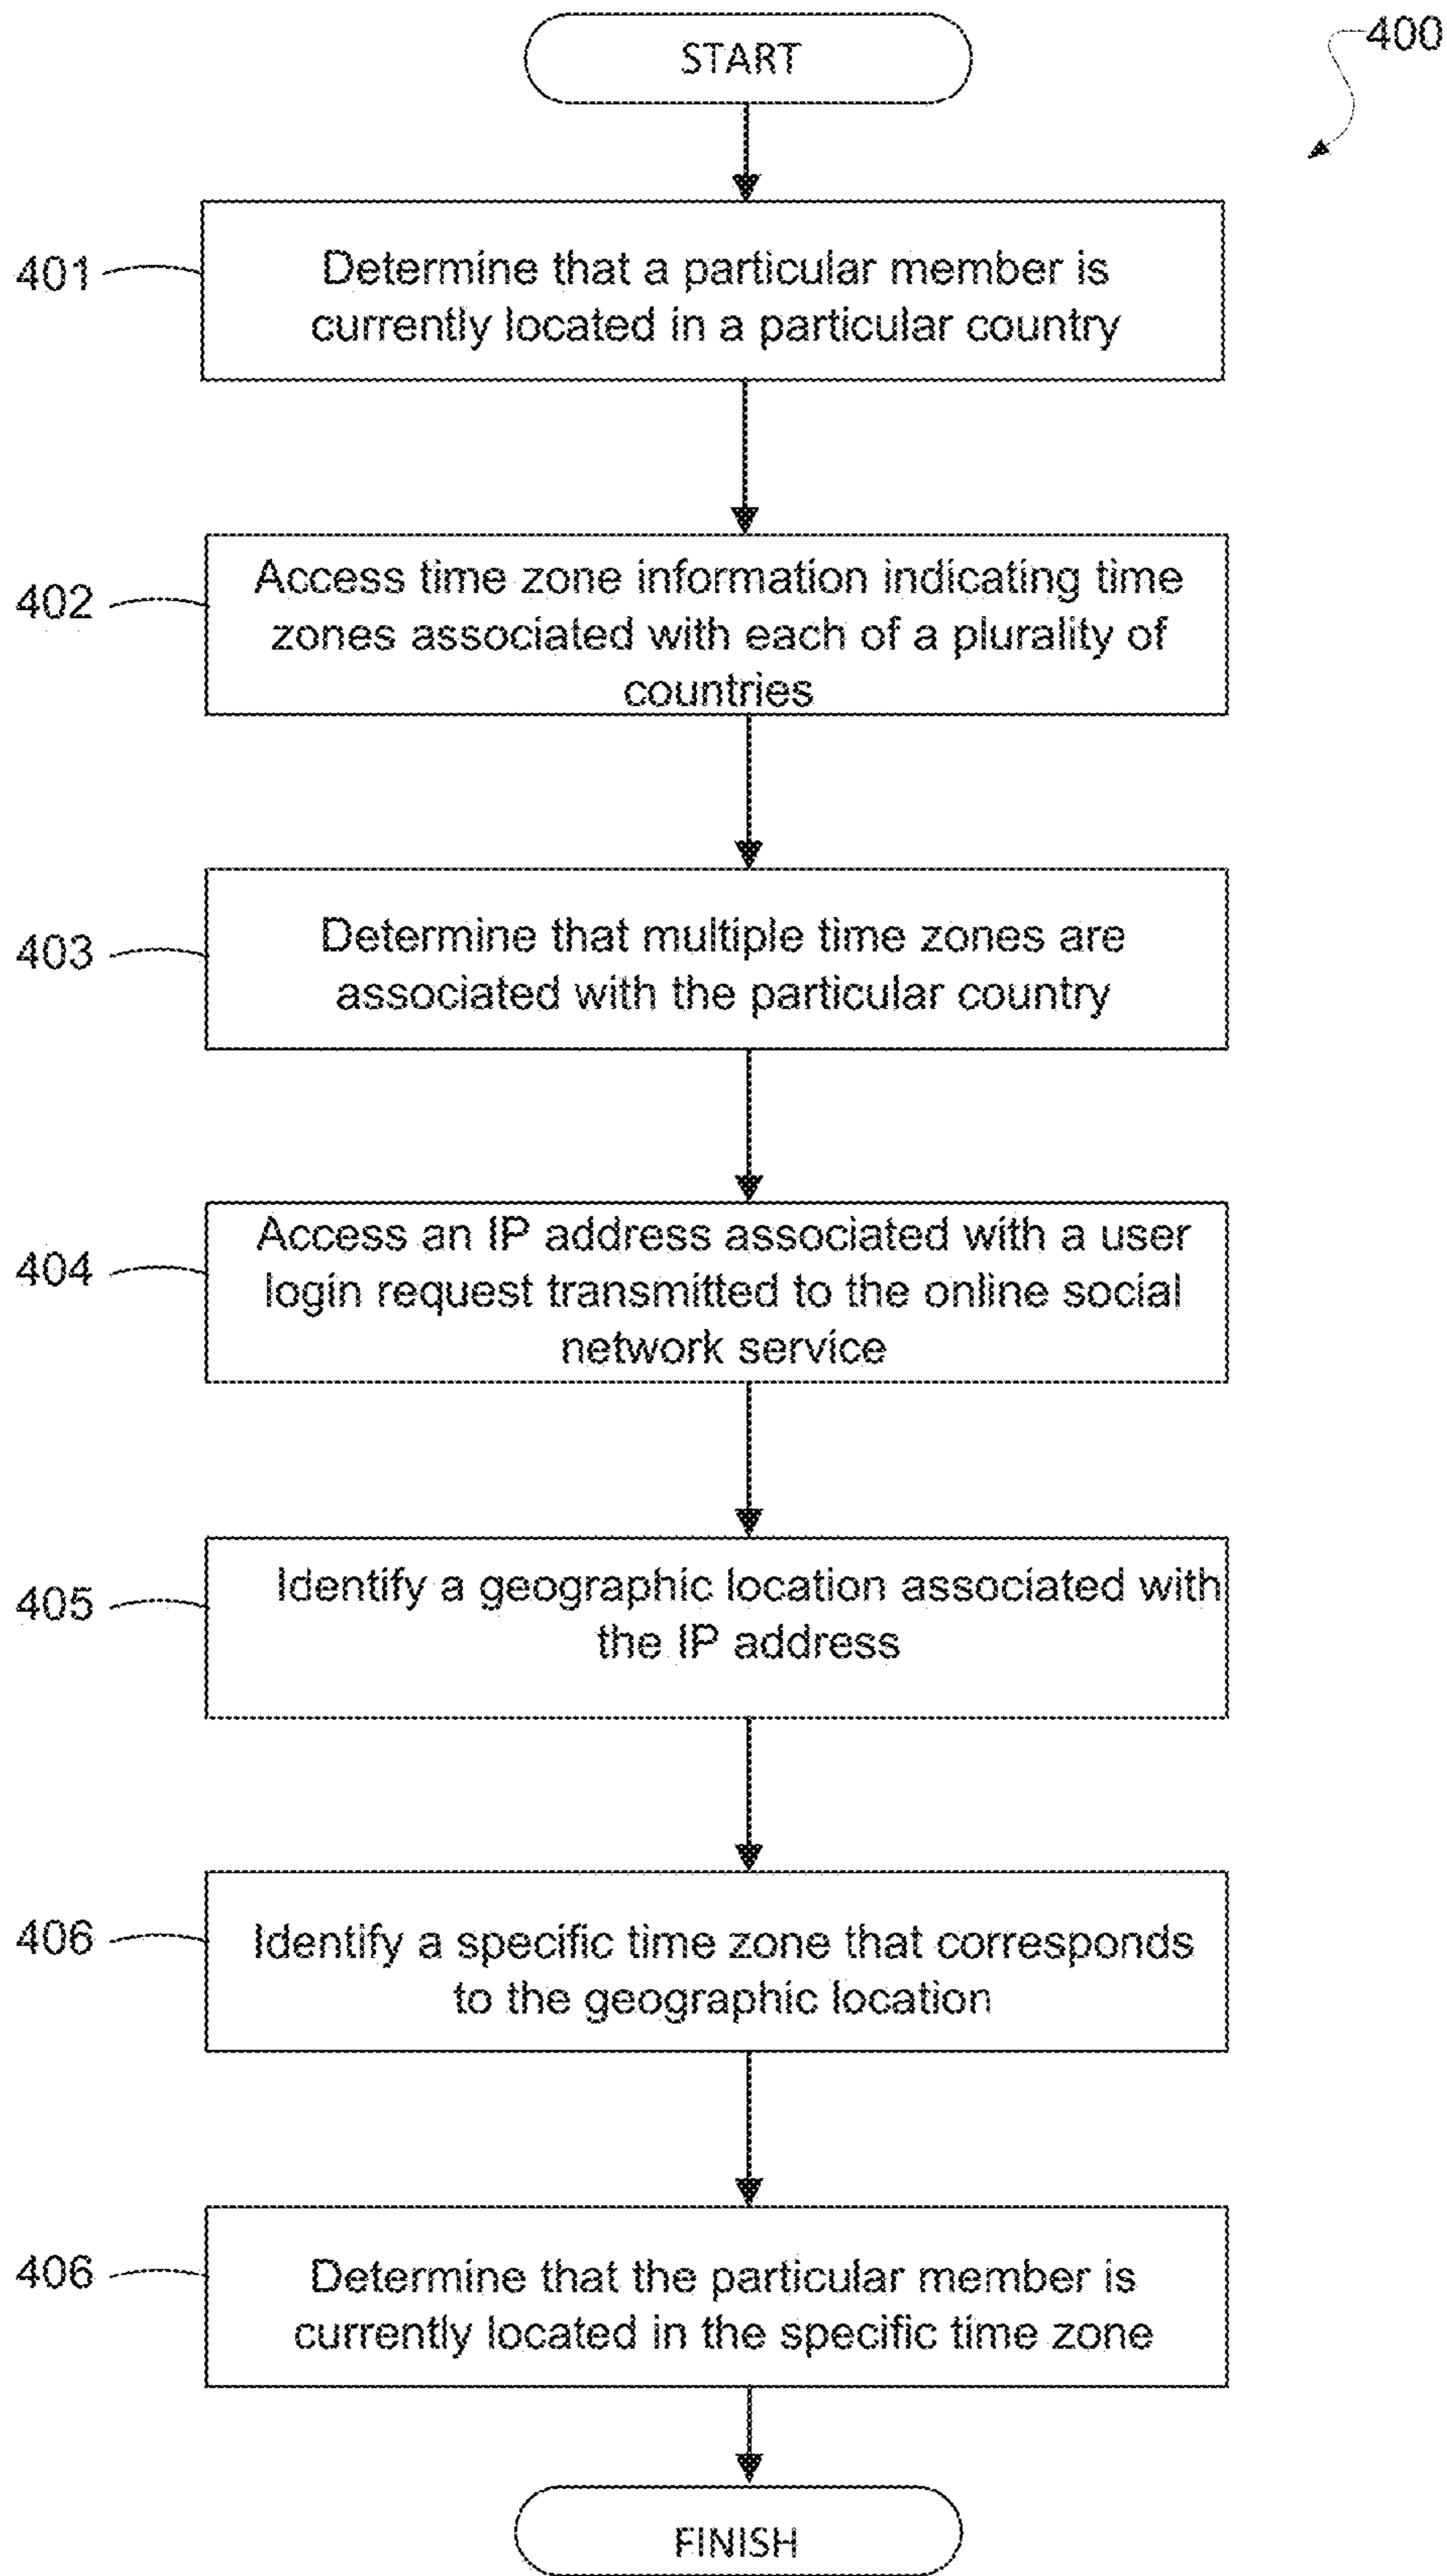 START
400
401
Determine that a particular member is
currently located in a particular country
402
Access time zone information indicating time
zones associated with each of a plurality of
countries
403
Determine that multiple time zones are
associated with the particular country
404
Access an IP address associated with a user
login request transmitted to the online social
network service
405
Identify a geographic location associated with
the IP address
406
Identify a specific time zone that corresponds
to the geographic location
406
Determine that the particular member is
currently located in the specific time zone
FINISH